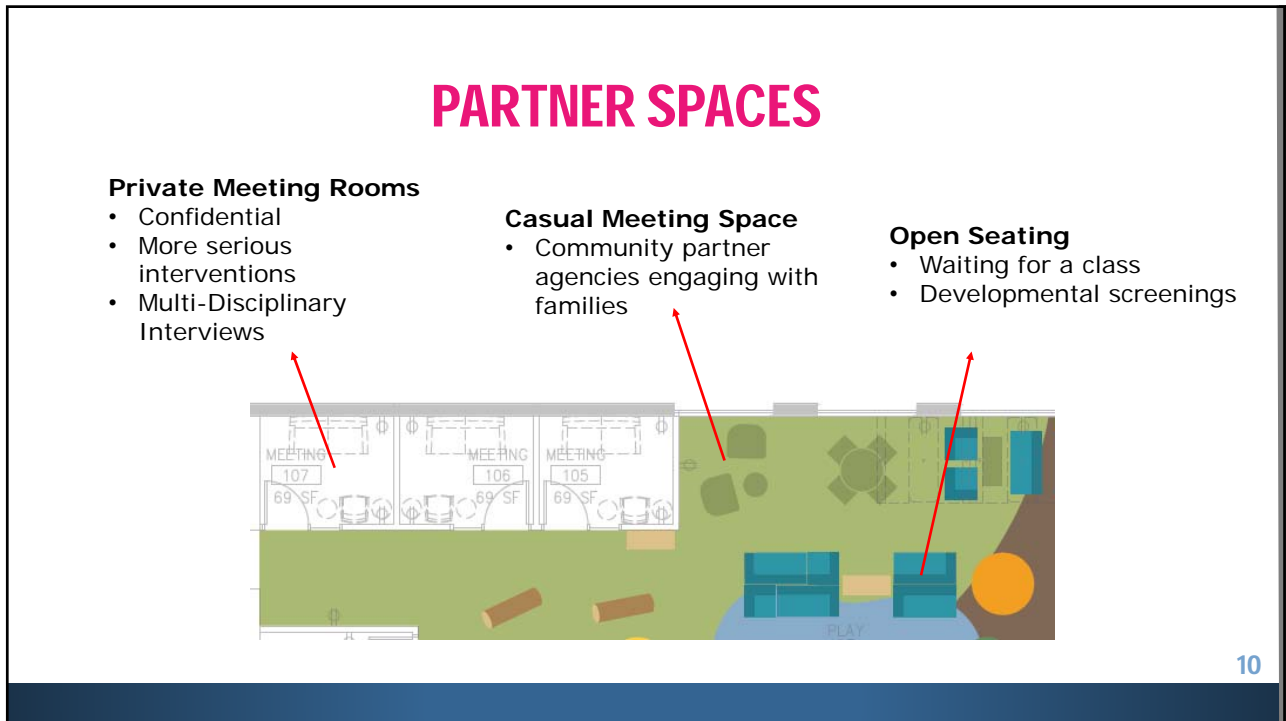 PARTNER SPACES
Private Meeting Rooms
• Confidential
• More serious
interventions
• Multi-Disciplinary
Interviews
Casual Meeting Space
• Community partner
agencies engaging with
families
Open Seating
• Waiting for a class
• Developmental screenings
MEETING
107
69 SF
MEETING
106
69 SF
MEETING
105
69 SF
PLAY
10